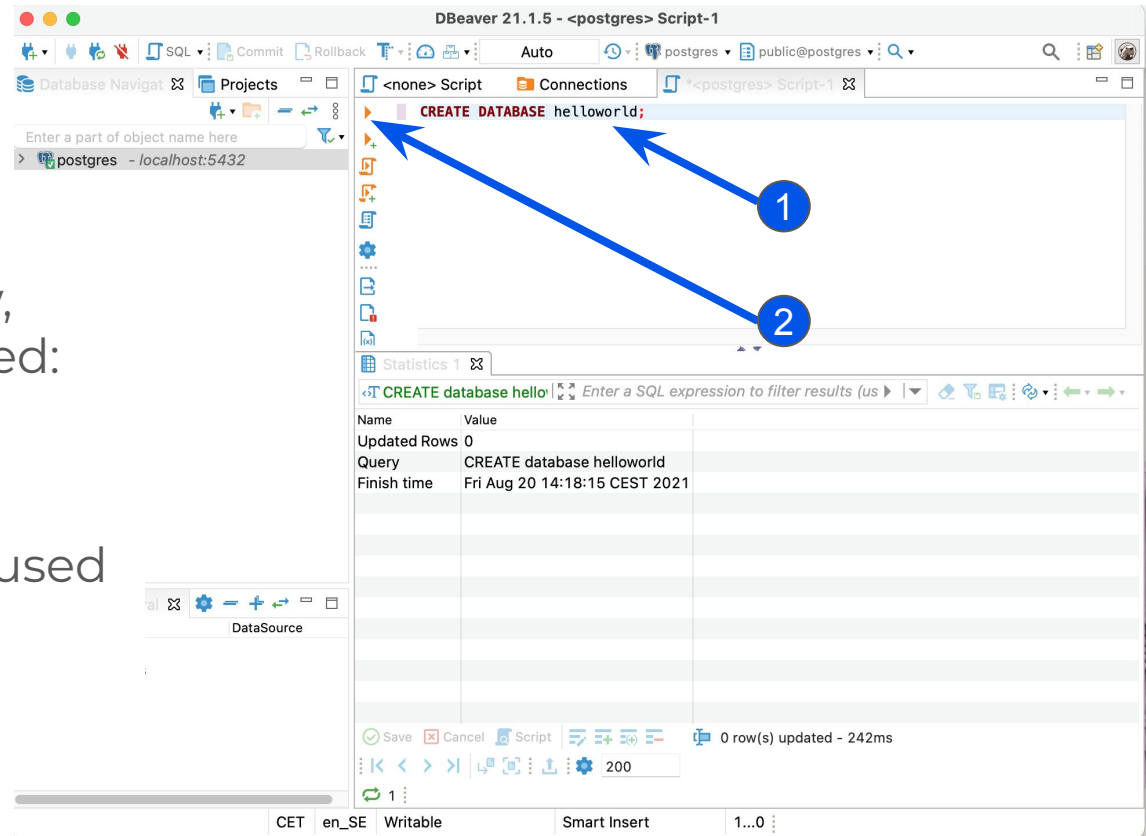 DBeaver 21.1.5 - <postgres> Script-1
SQL Commit Rollback Auto postgres public@postgres
Database Navigat Projects
<none> Script Connections *<postgres> Script-1
CREATE DATABASE helloworld;
Enter a part of object name here
postgres - localhost:5432
1
2
ed:
used
Statistics 1
CREATE database hello Enter a SQL expression to filter results (us
Name Value
Updated Rows 0
Query CREATE database helloworld
Finish time Fri Aug 20 14:18:15 CEST 2021
DataSource
Save Cancel Script 0 row(s) updated - 242ms
200
1
CET en_SE Writable Smart Insert 1...0